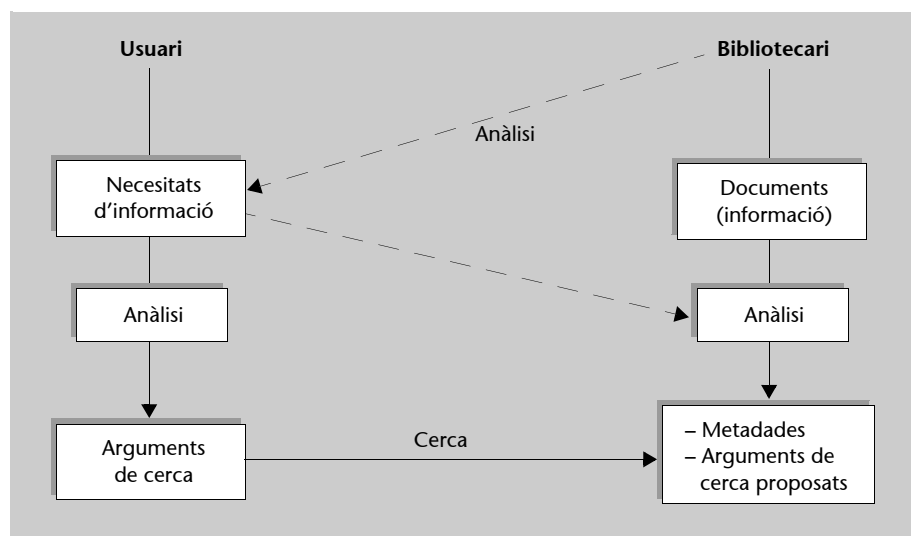 Usuari
Bibliotecari
Anàlisi
Necesitats
d'informació
Documents
(informació)
Anàlisi
Anàlisi
Arguments
de cerca
Cerca
– Metadades
– Arguments de
cerca proposats